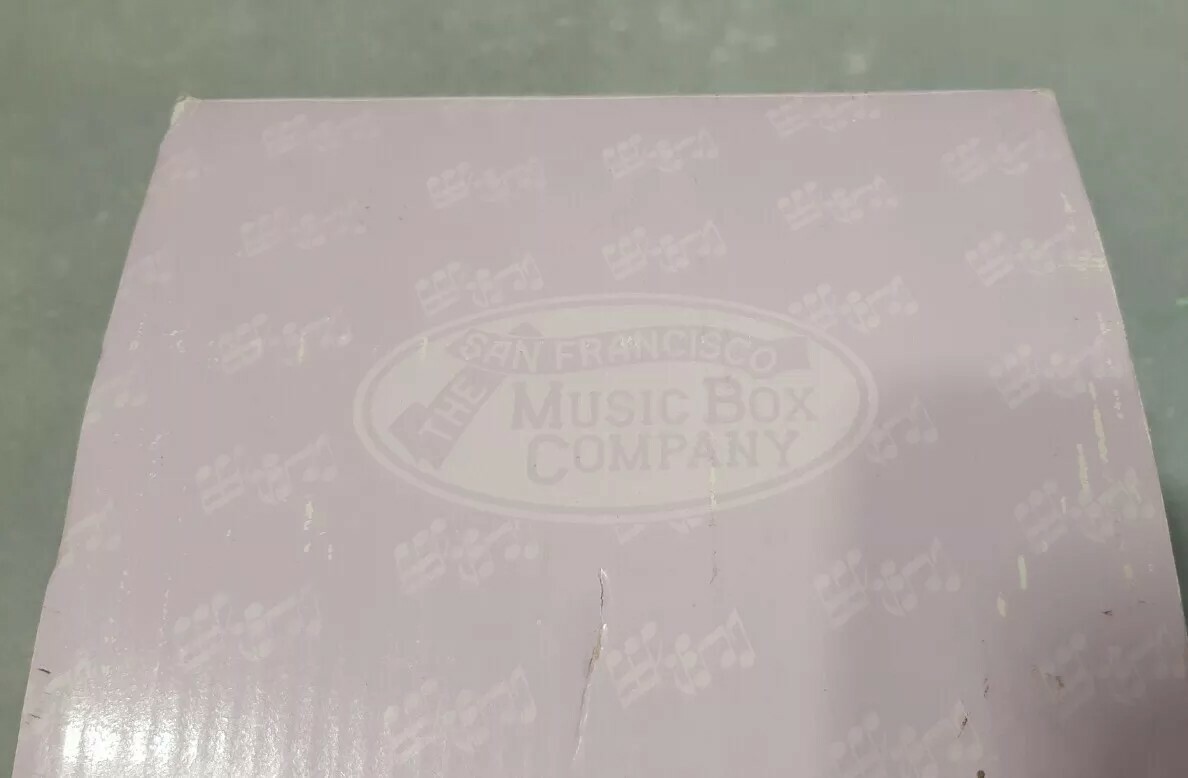 THE SAN FRANCISCO
MUSIC BOX
COMPANY